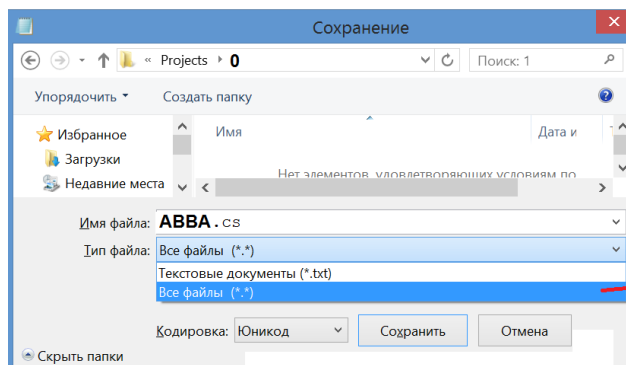 Сохранение
« Projects 0 Поиск: 1
Упорядочить Создать папку
Избранное Имя Дата и
Загрузки
Недавние места Нет элементов, удовлетворяющих условиям по
Имя файла: ABBA.cs
Тип файла: Все файлы (*.*)
Текстовые документы (*.txt)
Все файлы (*.*)
Кодировка: Юникод Сохранить Отмена
Скрыть папки